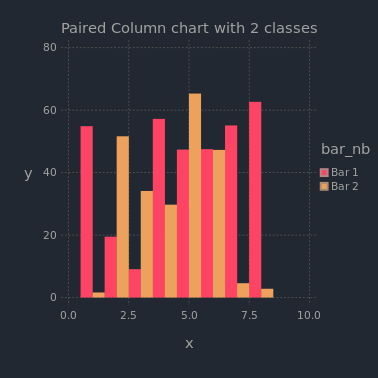 Paired Column chart with 2 classes
80
60
40
20
0
y
0.0 2.5 5.0 7.5 10.0
x
bar_nb
Bar 1
Bar 2